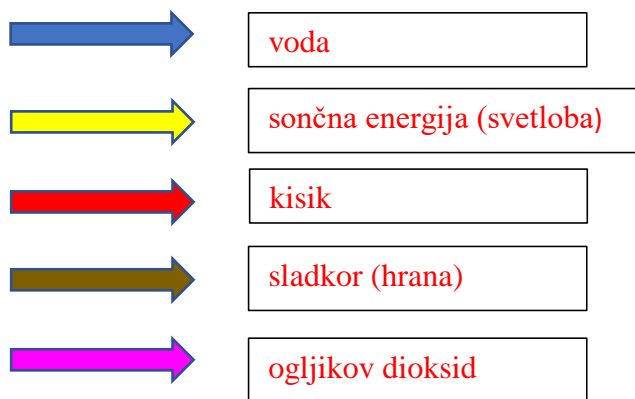 voda
sončna energija (svetloba)
kisik
sladkor (hrana)
ogljikov dioksid